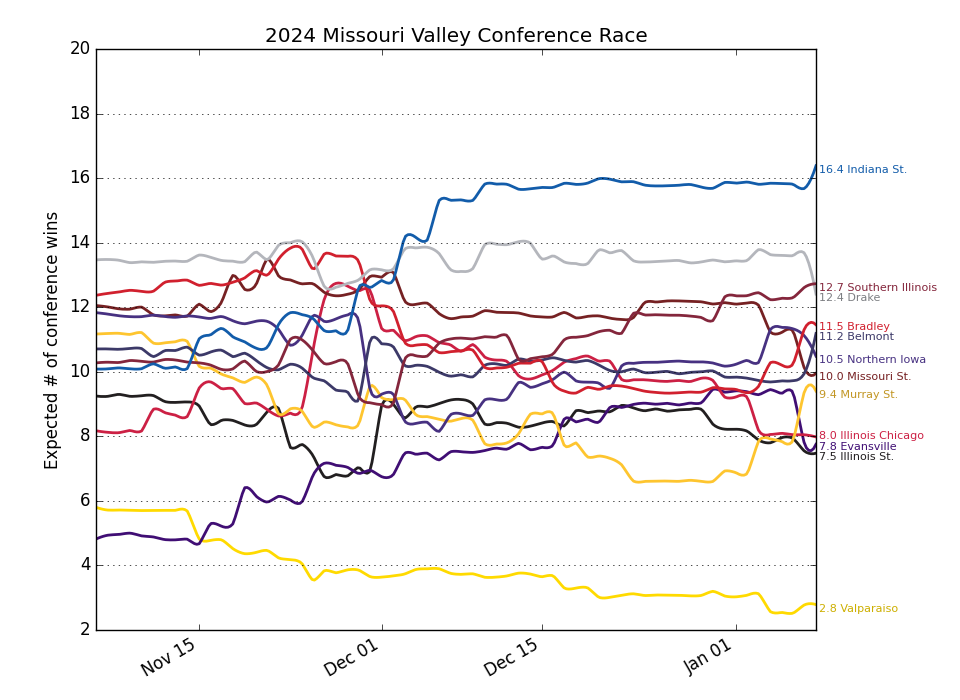 2024 Missouri Valley Conference Race
Expected # of conference wins
20
18
16
14
12
10
8
6
4
2
16.4 Indiana St.
12.7 Southern Illinois
12.4 Drake
11.5 Bradley
11.2 Belmont
10.5 Northern Iowa
10.0 Missouri St.
9.4 Murray St.
8.0 Illinois Chicago
7.8 Evansville
7.5 Illinois St.
2.8 Valparaiso
Nov 15
Dec 01
Dec 15
Jan 01